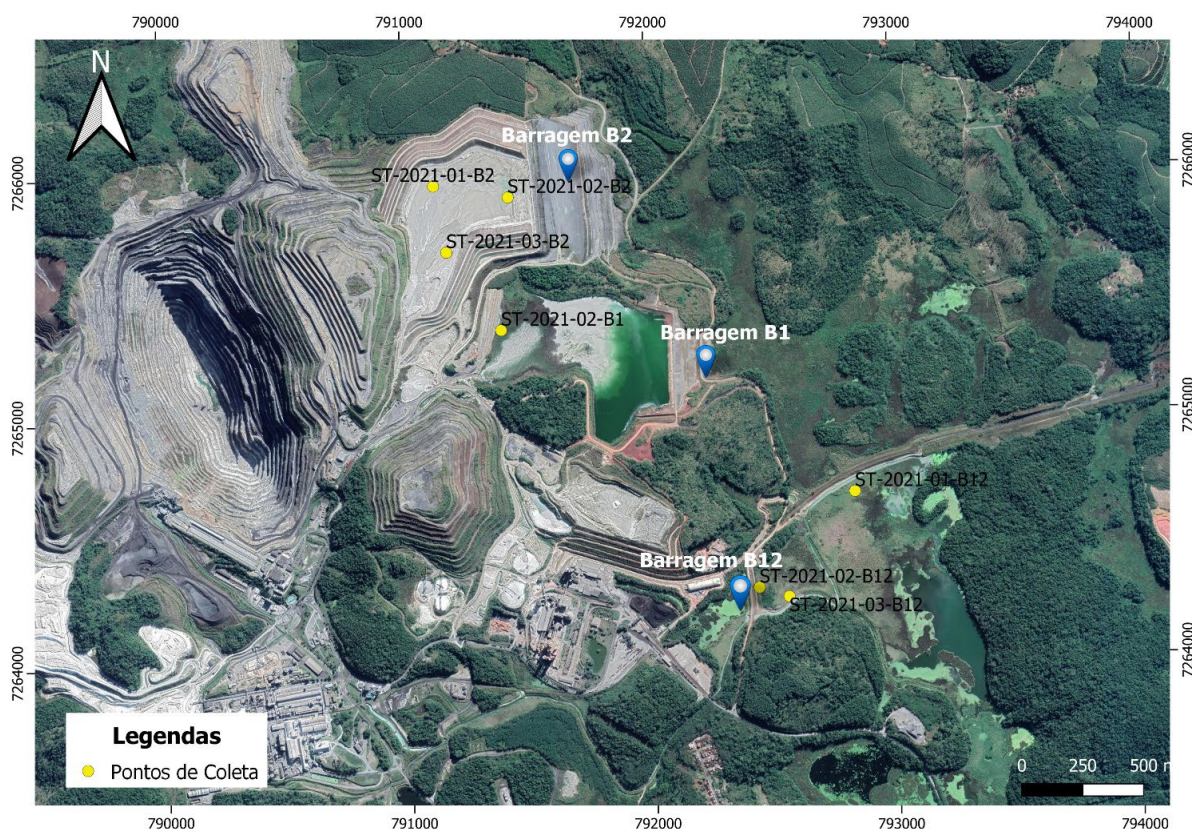 790000
791000
792000
793000
794000
N
Barragem B2
ST-2021-01-B2
ST-2021-02-B2
7266000
7266000
ST-2021-03-B2
ST-2021-02-B1
Barragem B1
7265000
7265000
ST-2021-01-B12
Barragem B12
ST-2021-02-B12
ST-2021-03-B12
7264000
7264000
Legendas
Pontos de Coleta
0 250 500 m
790000
791000
792000
793000
794000